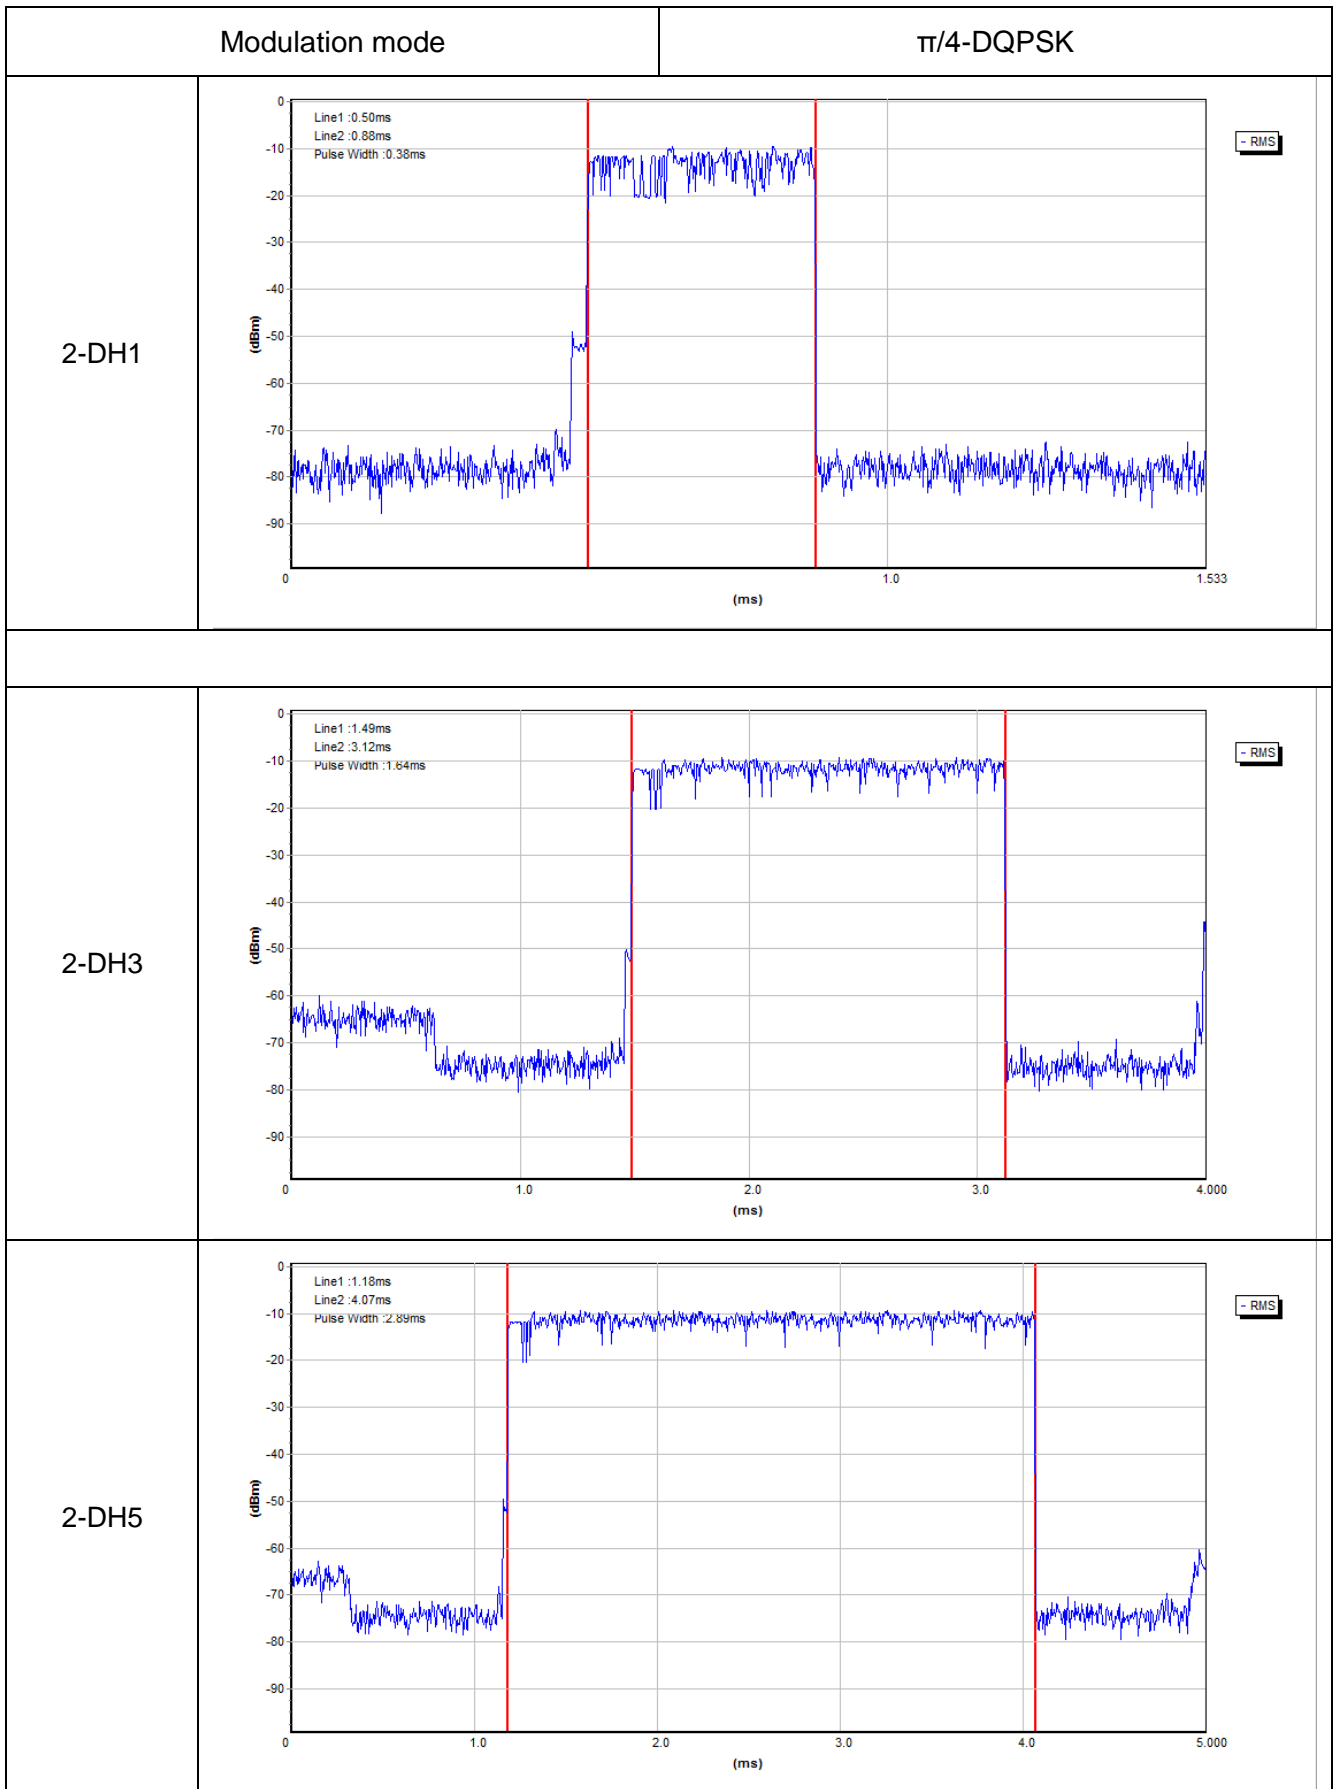 Modulation mode
π/4-DQPSK
2-DH1
Line1 :0.50ms
Line2 :0.88ms
Pulse Width :0.38ms
- RMS
0
-10
-20
-30
-40
-50
-60
-70
-80
-90
(dBm)
0
1.0
1.533
(ms)
2-DH3
Line1 :1.49ms
Line2 :3.12ms
Pulse Width :1.64ms
- RMS
0
-10
-20
-30
-40
-50
-60
-70
-80
-90
(dBm)
0
1.0
2.0
3.0
4.000
(ms)
2-DH5
Line1 :1.18ms
Line2 :4.07ms
Pulse Width :2.89ms
- RMS
0
-10
-20
-30
-40
-50
-60
-70
-80
-90
(dBm)
0
1.0
2.0
3.0
4.0
5.000
(ms)